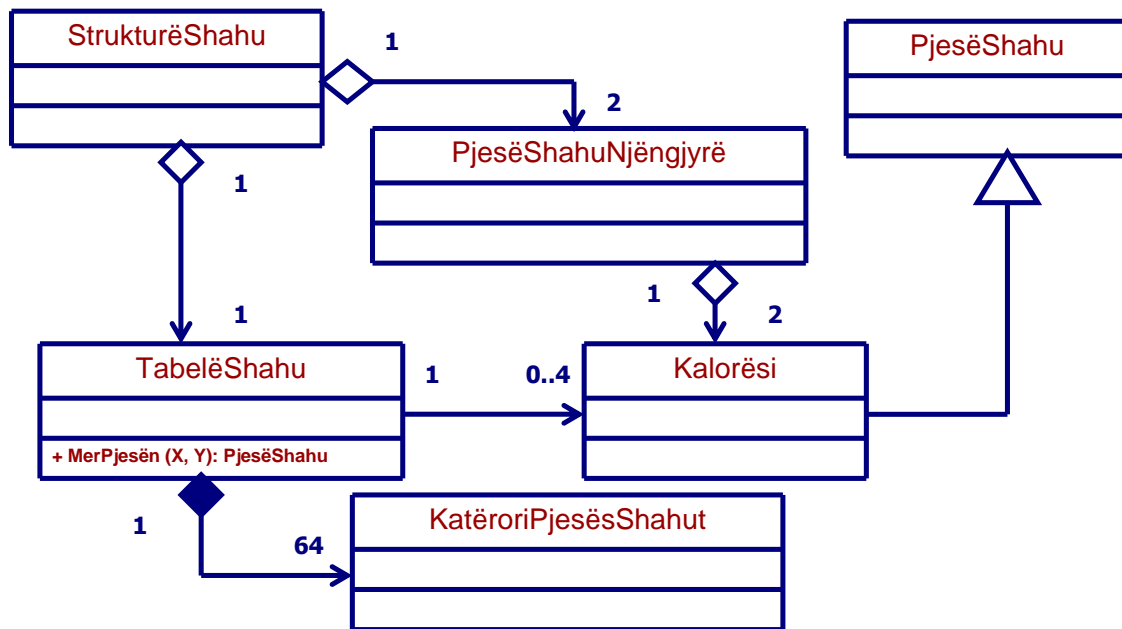 StrukturëShahu
1
PjesëShahu
2
PjesëShahuNjëngjyrë
1
1
2
1
TabelëShahu
1
0..4
Kalorësi
+ MerPjesën (X, Y): PjesëShahu
1
64
KatëroriPjesësShahut